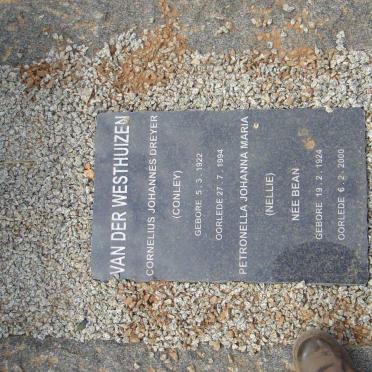 VAN DER WESTHUIZEN
CORNELIUS JOHANNES DREYER
(CONLEY)
GEBORE 5 . 3 . 1922
OORLEDE 27 . 7 . 1994
PETRONELLA JOHANNA MARIA
(NELLIE)
NÉE BEAN
GEBORE 19 . 2 . 1924
OORLEDE 6 . 2 . 2000